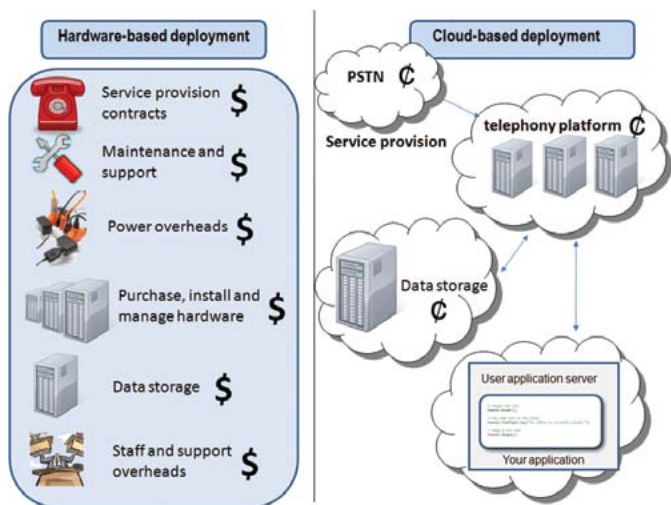 Hardware-based deployment
Service provision
contracts
$
Maintenance and
support
$
Power overheads
$
Purchase, install and
manage hardware
$
Data storage
$
Staff and support
overheads
$
Cloud-based deployment
PSTN ₵
Service provision
telephony platform ₵
Data storage
₵
User application server
Your application